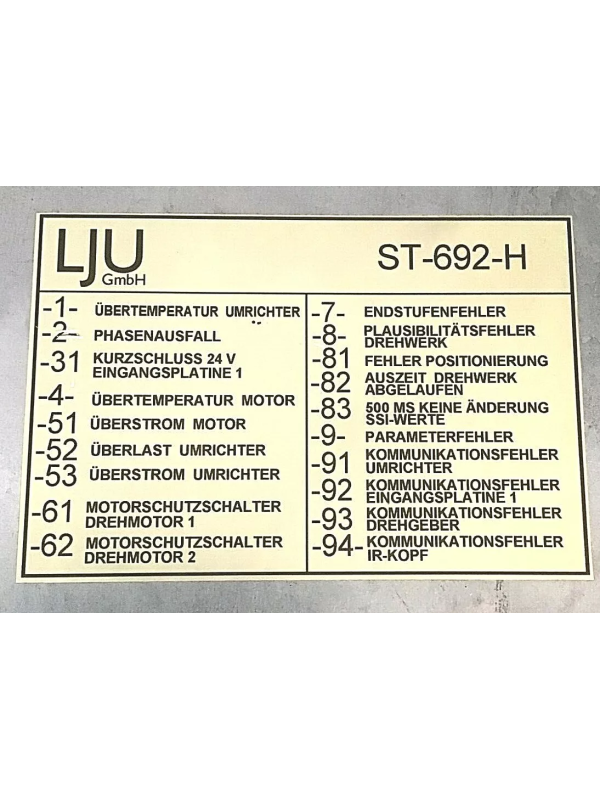 LJU
GmbH
ST-692-H
-1- ÜBERTEMPERATUR UMRICHTER
-2- PHASENAUSFALL
-31 KURZSCHLUSS 24 V
EINGANGSPLATINE 1
-4- ÜBERTEMPERATUR MOTOR
-51 ÜBERSTROM MOTOR
-52 ÜBERLAST UMRICHTER
-53 ÜBERSTROM UMRICHTER
-61 MOTORSCHUTZSCHALTER
DREHMOTOR 1
-62 MOTORSCHUTZSCHALTER
DREHMOTOR 2
-7- ENDSTUFENFEHLER
-8- PLAUSIBILITÄTSFEHLER
DREHWERK
-81 FEHLER POSITIONIERUNG
-82 AUSZEIT DREHWERK
ABGELAUFEN
-83 500 MS KEINE ÄNDERUNG
SSI-WERTE
-9- PARAMETERFEHLER
-91 KOMMUNIKATIONSFEHLER
UMRICHTER
-92 KOMMUNIKATIONSFEHLER
EINGANGSPLATINE 1
-93 KOMMUNIKATIONSFEHLER
DREHGEBER
-94- KOMMUNIKATIONSFEHLER
IR-KOPF